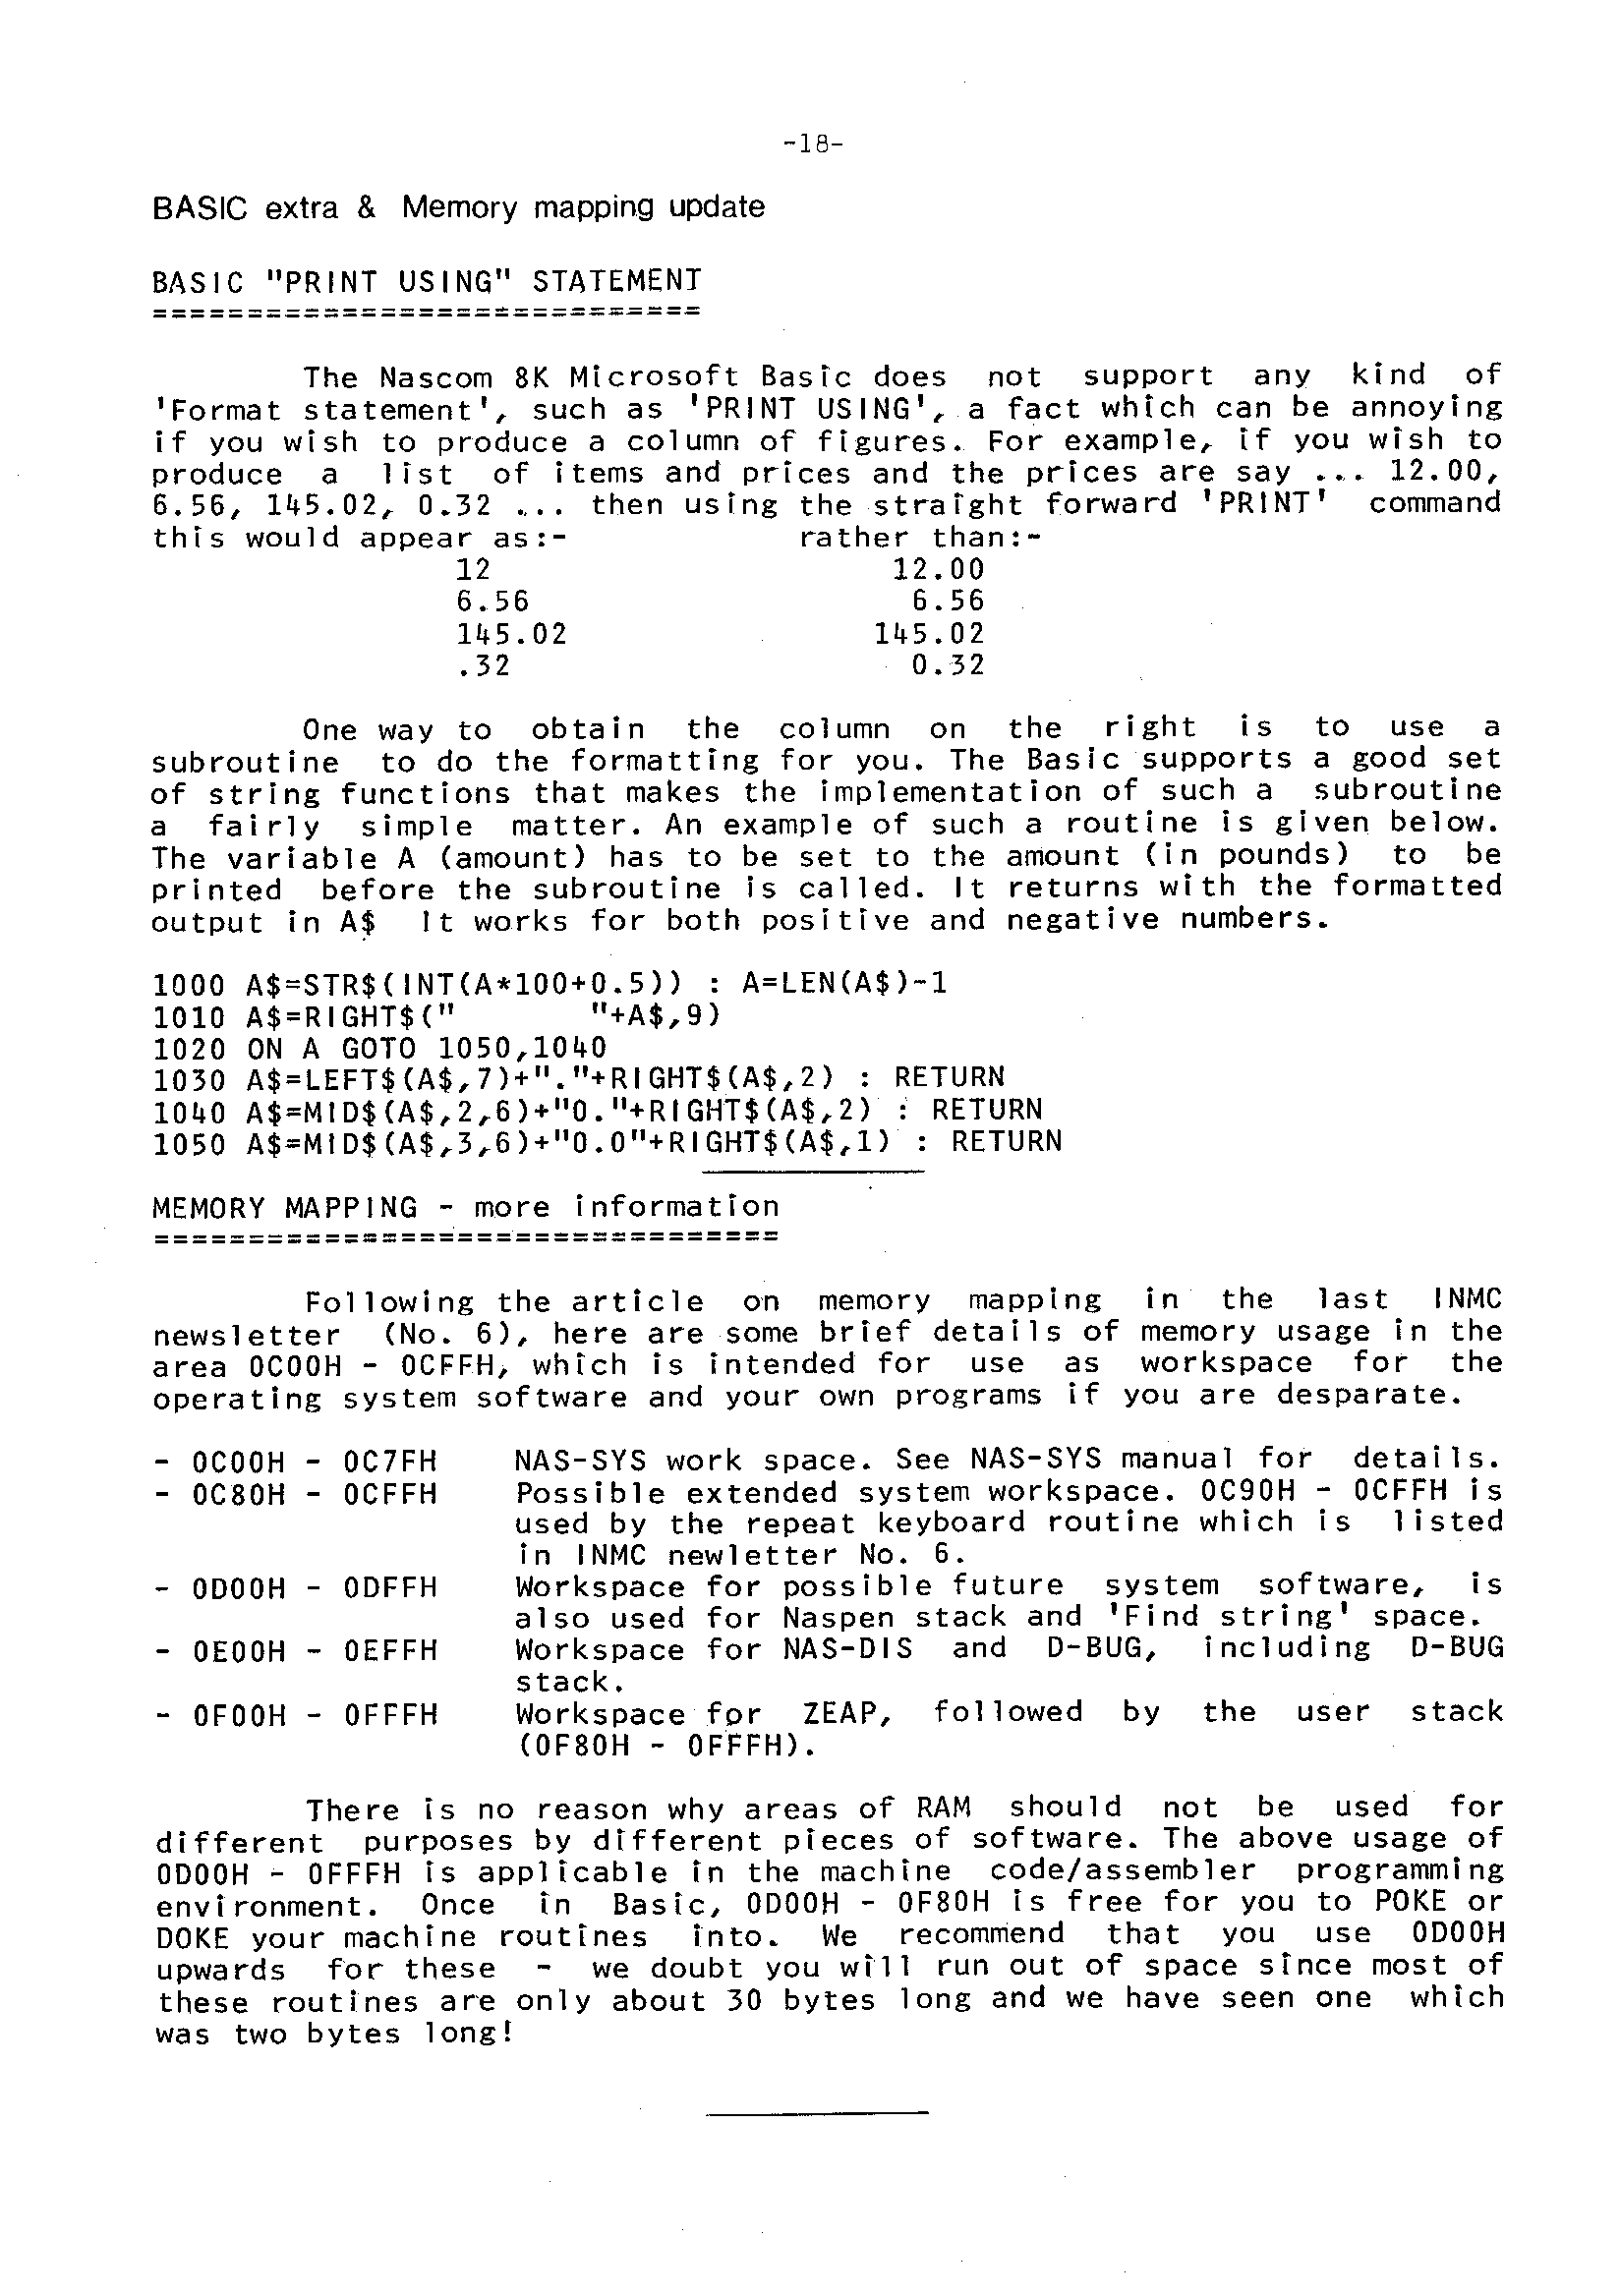 -18-
BASIC extra & Memory mapping update
BASIC "PRINT USING" STATEMENT
=============================
The Nascom 8K Microsoft Basic does not support any kind of
'Format statement', such as 'PRINT USING', a fact which can be annoying
if you wish to produce a column of figures. For example, if you wish to
produce a list of items and prices and the prices are say ... 12.00,
6.56, 145.02, 0.32 ... then using the straight forward 'PRINT' command
this would appear as:- rather than:-
12 12.00
6.56 6.56
145.02 145.02
.32 0.32
One way to obtain the column on the right is to use a
subroutine to do the formatting for you. The Basic supports a good set
of string functions that makes the implementation of such a subroutine
a fairly simple matter. An example of such a routine is given below.
The variable A (amount) has to be set to the amount (in pounds) to be
printed before the subroutine is called. It returns with the formatted
output in A$ It works for both positive and negative numbers.
1000 A$=STR$(INT(A*100+0.5)) : A=LEN(A$)-1
1010 A$=RIGHT$("       "+A$,9)
1020 ON A GOTO 1050,1040
1030 A$=LEFT$(A$,7)+"."+RIGHT$(A$,2) : RETURN
1040 A$=MID$(A$,2,6)+"0."+RIGHT$(A$,2) : RETURN
1050 A$=MID$(A$,3,6)+"0.0"+RIGHT$(A$,1) : RETURN
MEMORY MAPPING - more information
=================================
Following the article on memory mapping in the last INMC
newsletter (No. 6), here are some brief details of memory usage in the
area 0C00H - 0CFFH, which is intended for use as workspace for the
operating system software and your own programs if you are desparate.
- 0C00H - 0C7FH NAS-SYS work space. See NAS-SYS manual for details.
- 0C80H - 0CFFH Possible extended system workspace. 0C90H - 0CFFH is
used by the repeat keyboard routine which is listed
in INMC newletter No. 6.
- 0D00H - 0DFFH Workspace for possible future system software, is
also used for Naspen stack and 'Find string' space.
- 0E00H - 0EFFH Workspace for NAS-DIS and D-BUG, including D-BUG
stack.
- 0F00H - 0FFFH Workspace for ZEAP, followed by the user stack
(0F80H - 0FFFH).
There is no reason why areas of RAM should not be used for
different purposes by different pieces of software. The above usage of
0D00H - 0FFFH is applicable in the machine code/assembler programming
environment. Once in Basic, 0D00H - 0F80H is free for you to POKE or
DOKE your machine routines into. We recommend that you use 0D00H
upwards for these - we doubt you will run out of space since most of
these routines are only about 30 bytes long and we have seen one which
was two bytes long!